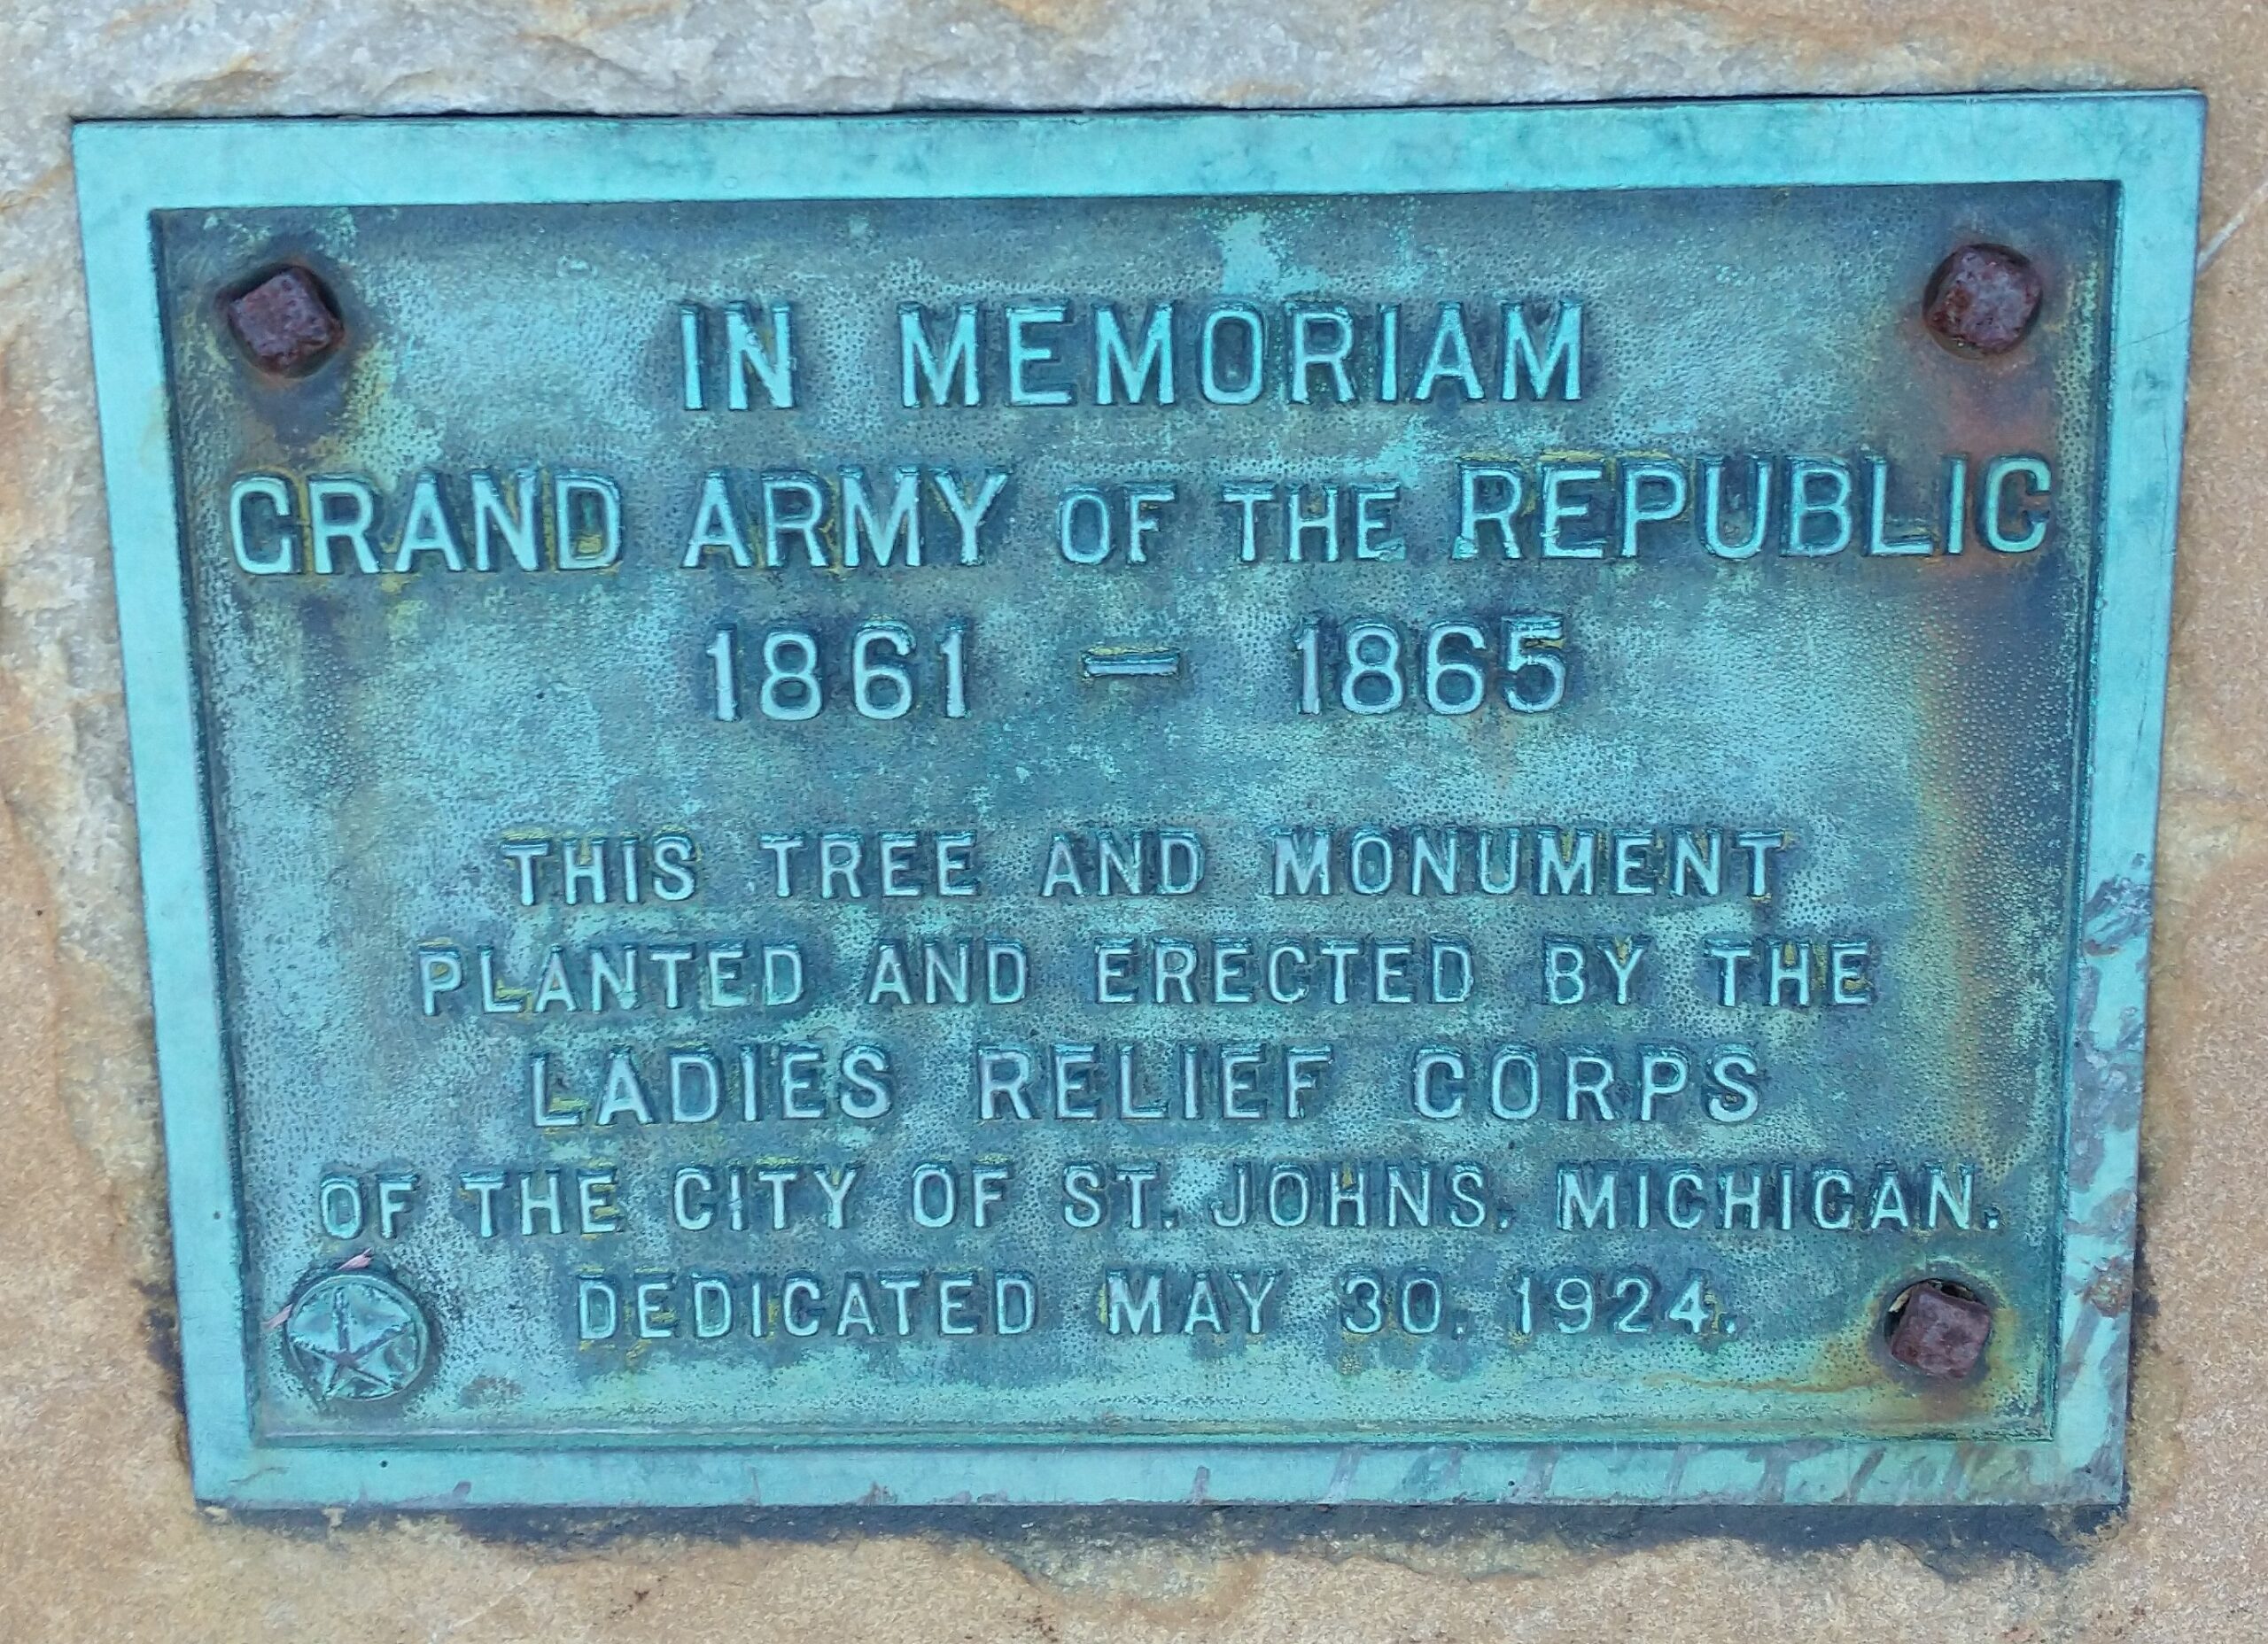 IN MEMORIAM
GRAND ARMY OF THE REPUBLIC
1861 — 1865
THIS TREE AND MONUMENT
PLANTED AND ERECTED BY THE
LADIES RELIEF CORPS
OF THE CITY OF ST. JOHNS, MICHIGAN.
DEDICATED MAY 30, 1924.